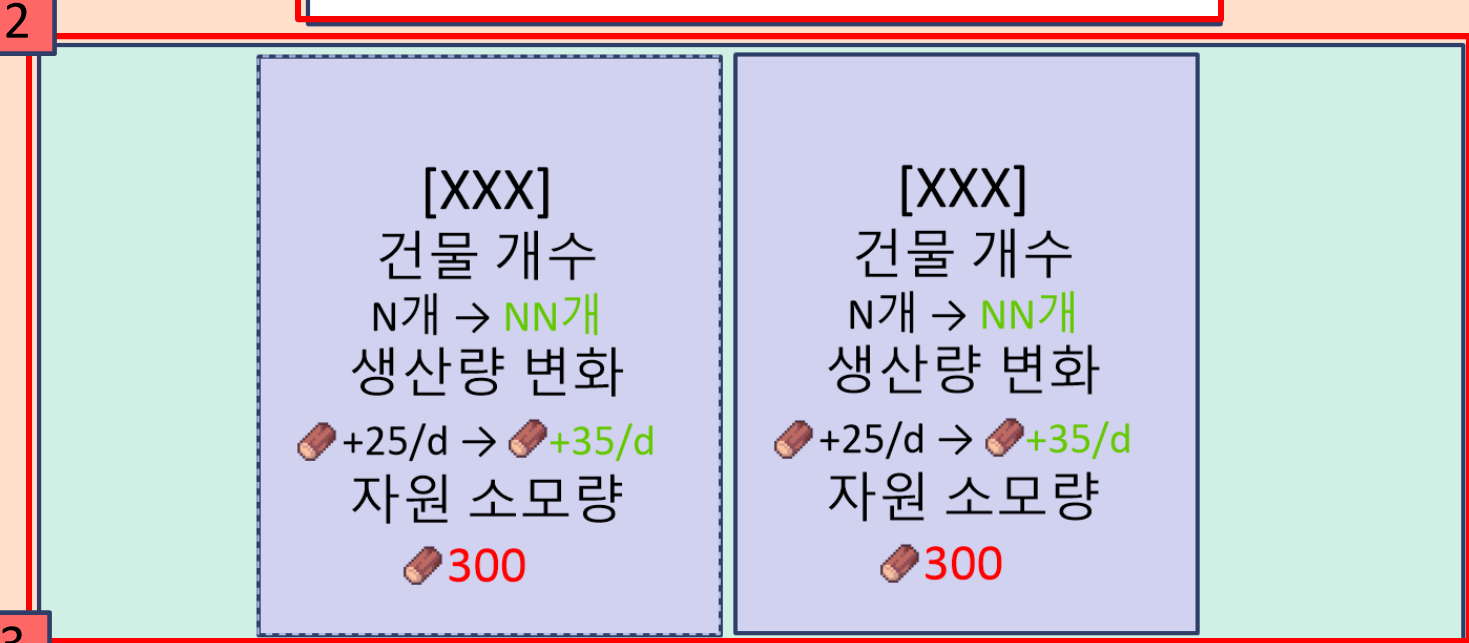 2
[XXX]
건물 개수
N개 → NN개
생산량 변화
+25/d → +35/d
자원 소모량
300
[XXX]
건물 개수
N개 → NN개
생산량 변화
+25/d → +35/d
자원 소모량
300
3